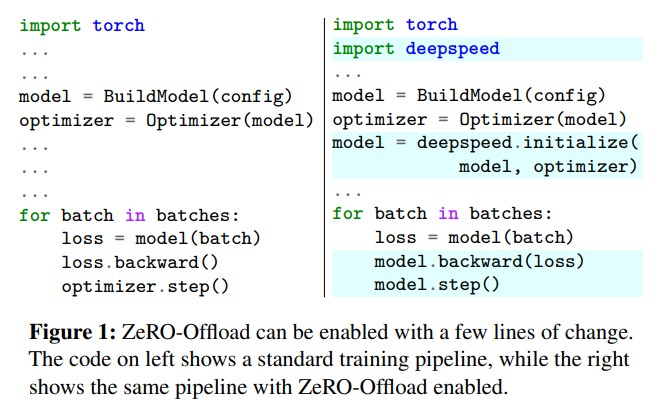 import torch
...
...
model = BuildModel(config)
optimizer = Optimizer(model)
...
...
...
for batch in batches:
    loss = model(batch)
    loss.backward()
    optimizer.step()
import torch
import deepspeed
...
model = BuildModel(config)
optimizer = Optimizer(model)
model = deepspeed.initialize(
           model, optimizer)
...
for batch in batches:
    loss = model(batch)
    model.backward(loss)
    model.step()
Figure 1: ZeRO-Offload can be enabled with a few lines of change.
The code on left shows a standard training pipeline, while the right
shows the same pipeline with ZeRO-Offload enabled.